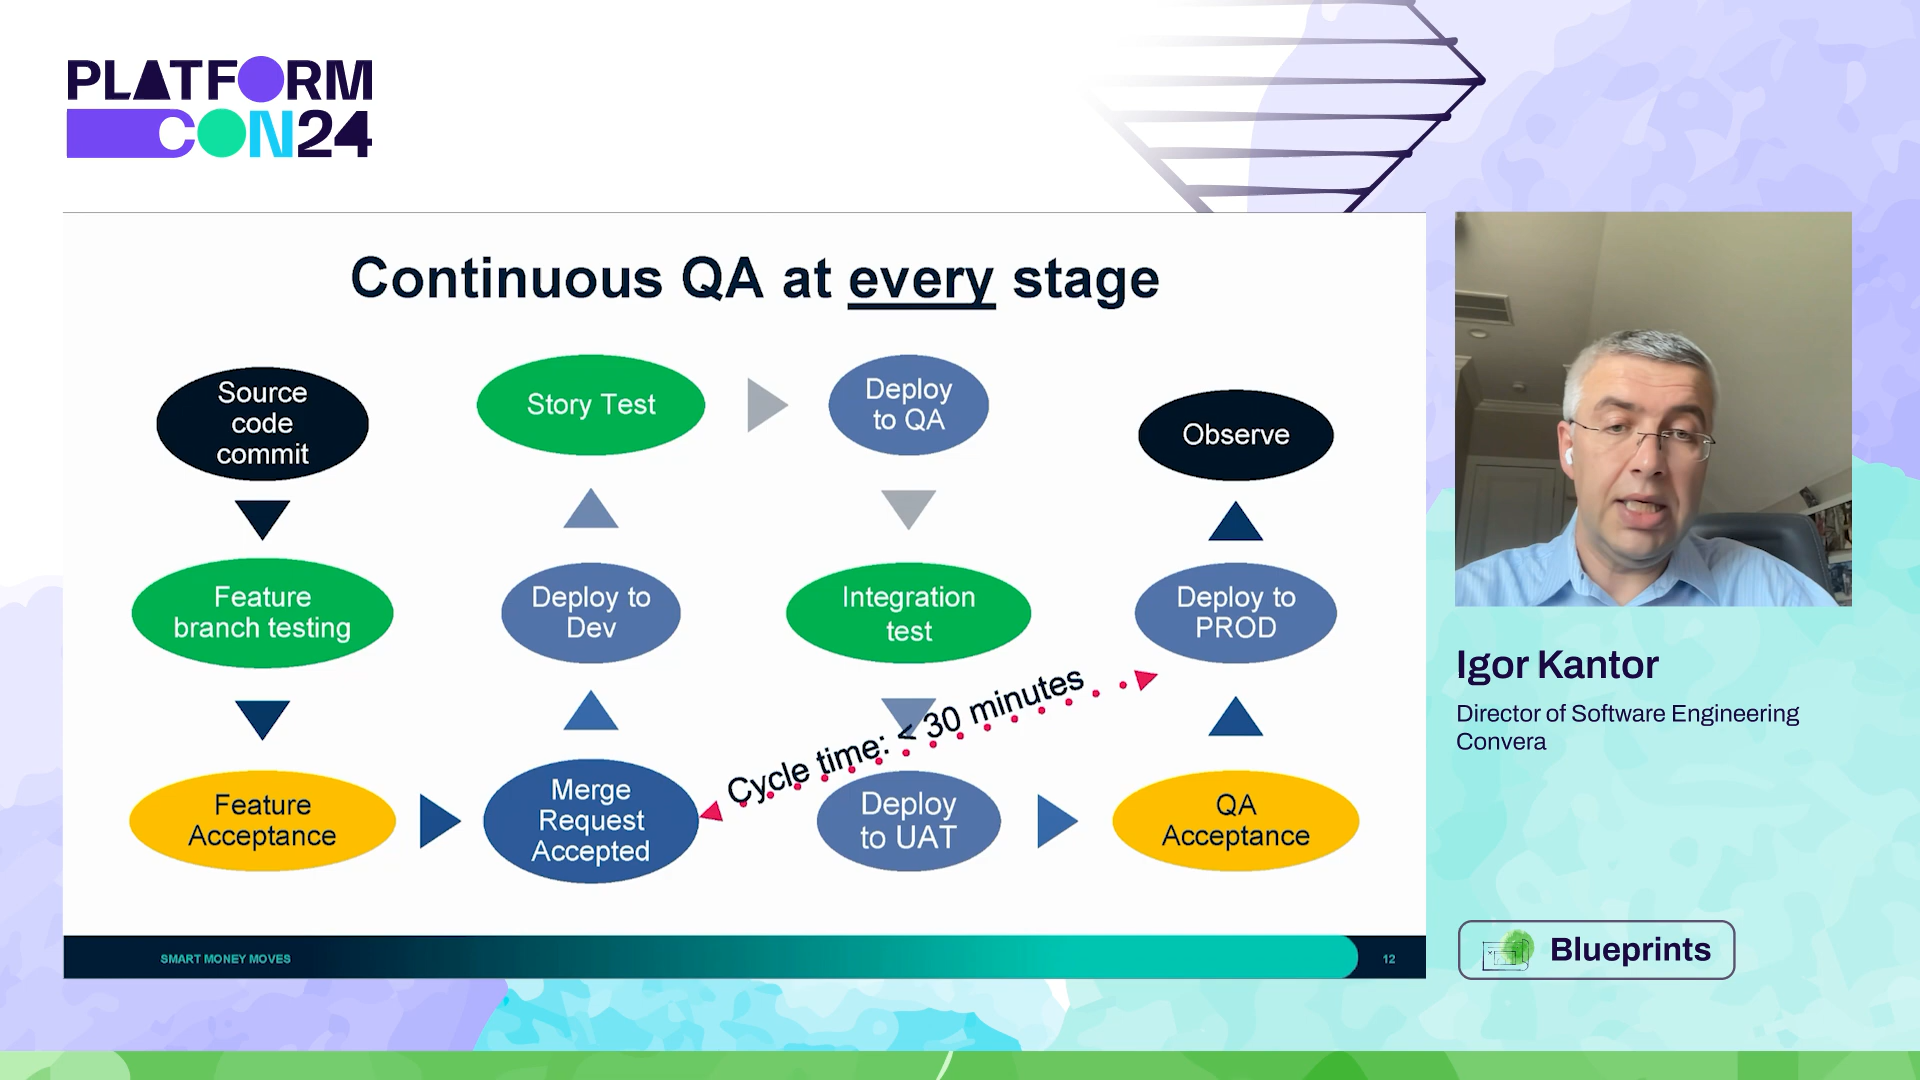 PLATFORM
CON24
Continuous QA at every stage
Source
code
commit
Feature
branch testing
Feature
Acceptance
Merge
Request
Accepted
Deploy to
Dev
Story Test
Deploy
to QA
Integration
test
Cycle time: < 30 minutes
Deploy
to UAT
QA
Acceptance
Deploy to
PROD
Observe
SMART MONEY MOVES
12
Igor Kantor
Director of Software Engineering
Convera
Blueprints